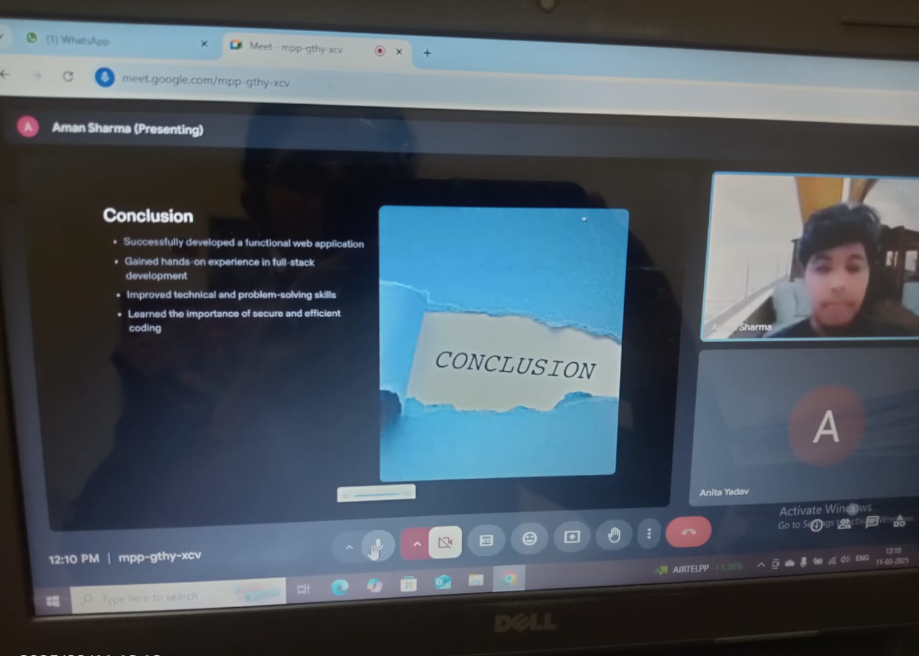 (1) WhatsApp
Meet - mpp-gthy-xcv
meet.google.com/mpp-gthy-xcv
A Aman Sharma (Presenting)
Conclusion
• Successfully developed a functional web application
• Gained hands-on experience in full-stack
development
• Improved technical and problem-solving skills
• Learned the importance of secure and efficient
coding
CONCLUSION
Sharma
A
Anita Yadav
Activate Windows
Go to
12:10 PM | mpp-gthy-xcv
Type here to search
AIRTELPP
ENG
12:10
DELL